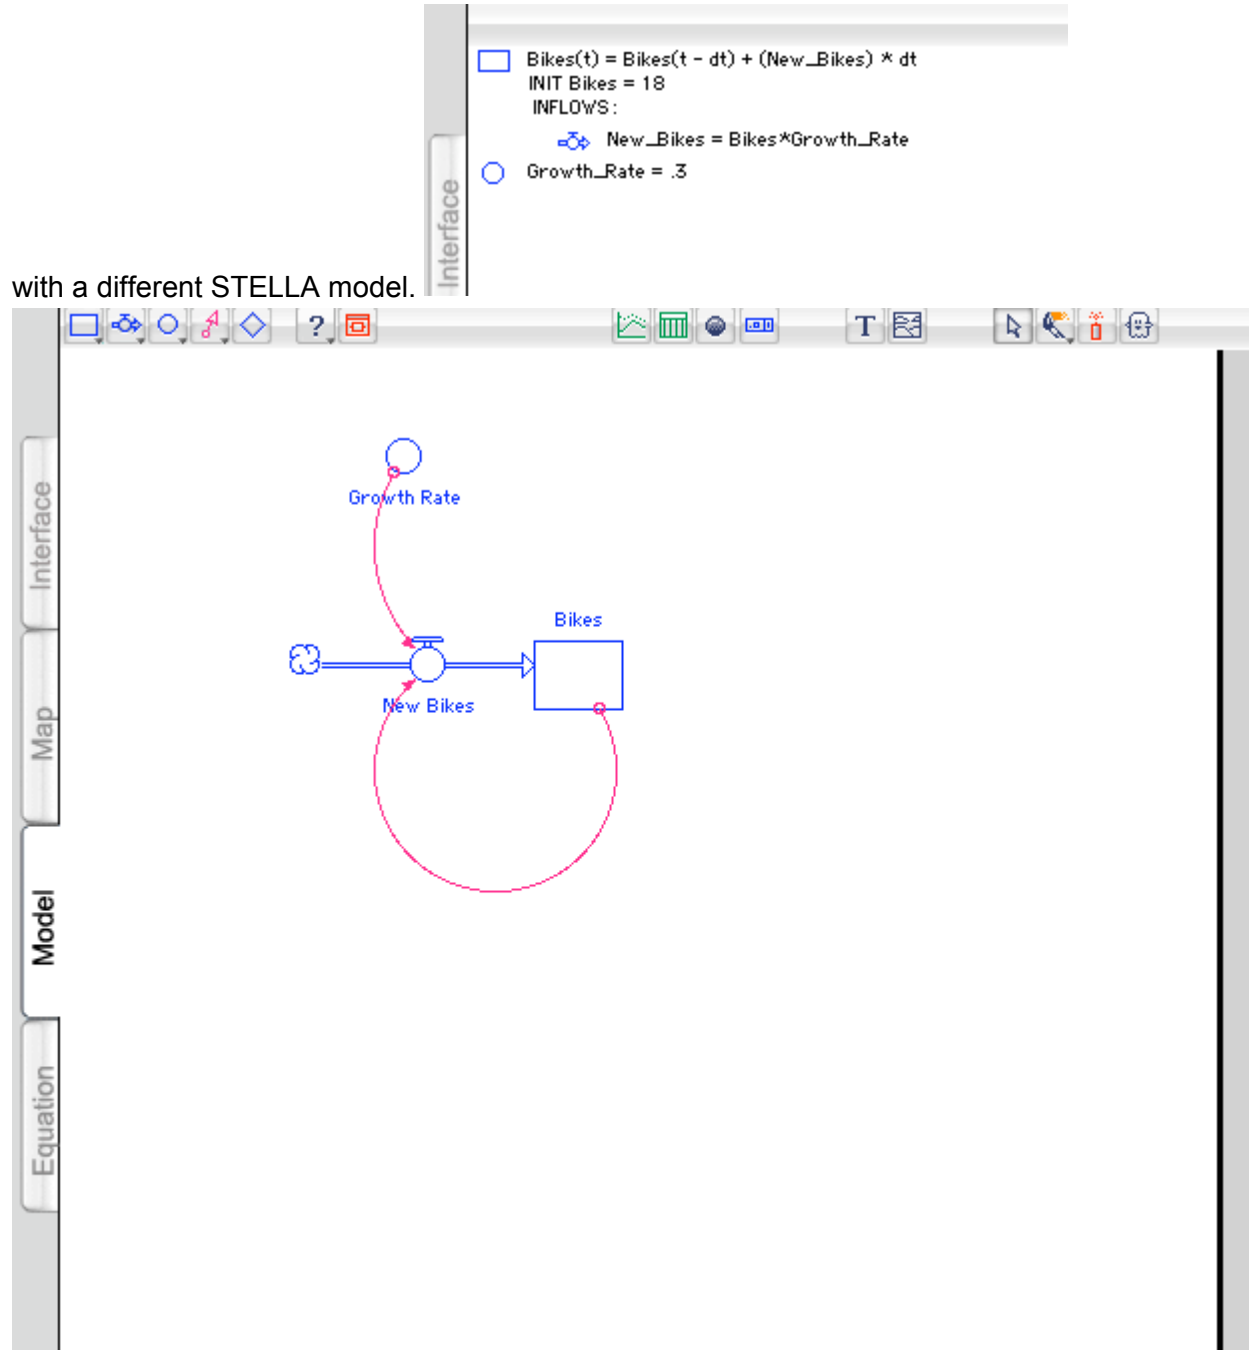 Bikes(t) = Bikes(t - dt) + (New_Bikes) * dt
INIT Bikes = 18
INFLOWS:
New_Bikes = Bikes*Growth_Rate
Growth_Rate = .3
Interface
with a different STELLA model.
?
T
Growth Rate
Bikes
New Bikes
Interface
Map
Model
Equation